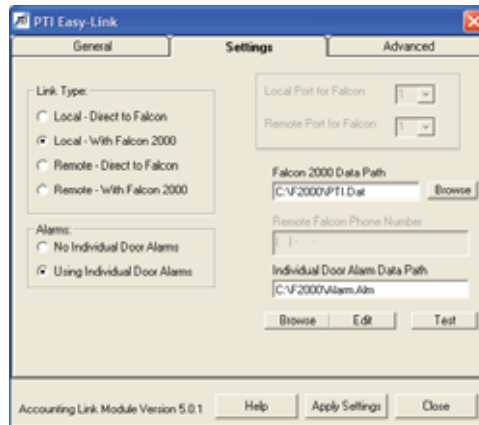 PTI Easy-Link
General Settings Advanced
Link Type:
Local - Direct to Falcon
Local - With Falcon 2000
Remote - Direct to Falcon
Remote - With Falcon 2000
Alarms:
No Individual Door Alarms
Using Individual Door Alarms
Local Port for Falcon 1
Remote Port for Falcon 1
Falcon 2000 Data Path
C:\F2000\PTI.Dat Browse
Remote Falcon Phone Number
( ) - -
Individual Door Alarm Data Path
C:\F2000\Alarm.Alm
Browse Edit Test
Accounting Link Module Version 5.0.1 Help Apply Settings Close